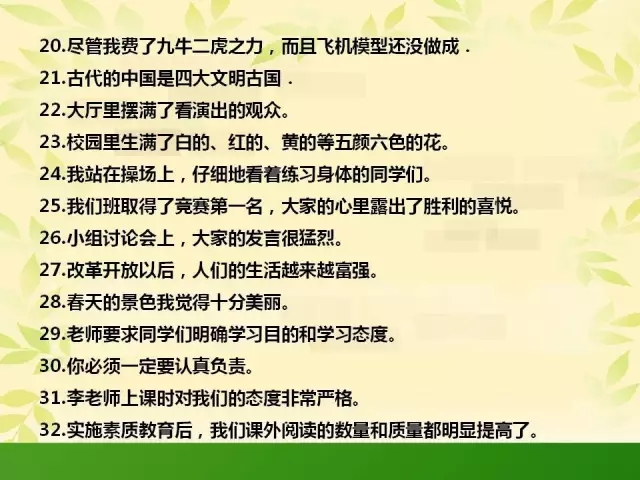 20.尽管我费了九牛二虎之力，而且飞机模型还没做成．
21.古代的中国是四大文明古国．
22.大厅里摆满了看演出的观众。
23.校园里生满了白的、红的、黄的等五颜六色的花。
24.我站在操场上，仔细地看着练习身体的同学们。
25.我们班取得了竞赛第一名，大家的心里露出了胜利的喜悦。
26.小组讨论会上，大家的发言很猛烈。
27.改革开放以后，人们的生活越来越富强。
28.春天的景色我觉得十分美丽。
29.老师要求同学们明确学习目的和学习态度。
30.你必须一定要认真负责。
31.李老师上课时对我们的态度非常严格。
32.实施素质教育后，我们课外阅读的数量和质量都明显提高了。